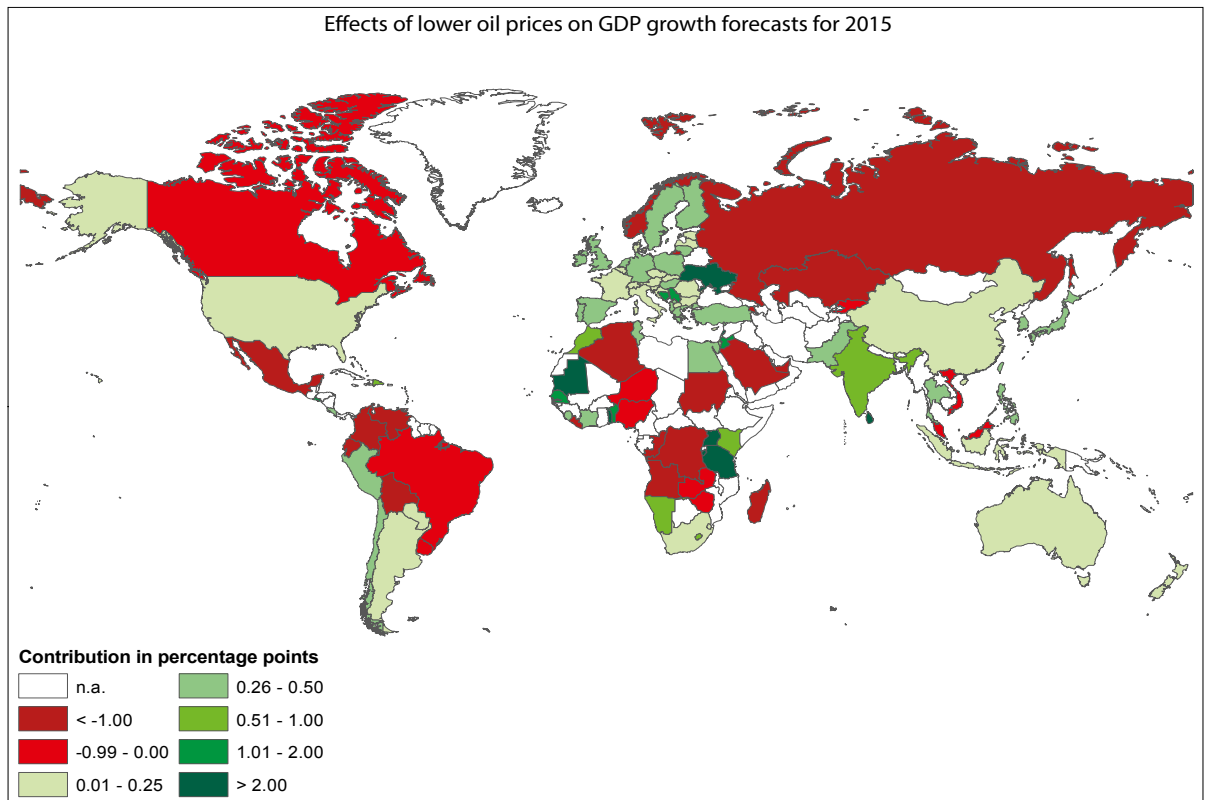 Effects of lower oil prices on GDP growth forecasts for 2015
Contribution in percentage points
n.a.
< -1.00
-0.99 - 0.00
0.01 - 0.25
0.26 - 0.50
0.51 - 1.00
1.01 - 2.00
> 2.00